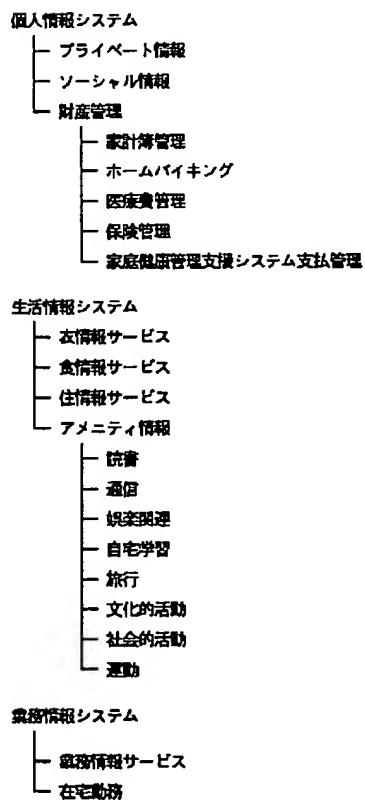 個人情報システム
プライベート情報
ソーシャル情報
財産管理
家計簿管理
ホームバイキング
医療費管理
保険管理
家庭健康管理支援システム支払管理
生活情報システム
衣情報サービス
食情報サービス
住情報サービス
アメニティ情報
読書
通信
娯楽関連
自宅学習
旅行
文化的活動
社会的活動
運動
業務情報システム
業務情報サービス
在宅勤務